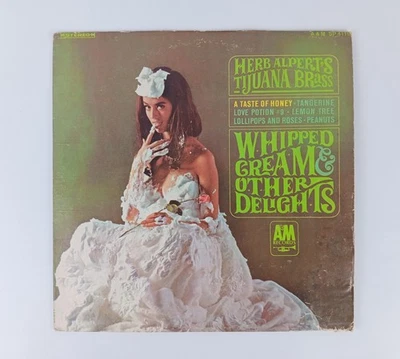 HERB ALPERT'S
TIJUANA BRASS
A TASTE OF HONEY • TANGERINE
LOVE POTION #9 • LEMON TREE
LOLLIPOPS AND ROSES • PEANUTS
WHIPPED
CREAM &
OTHER
DELIGHTS
A&M
RECORDS